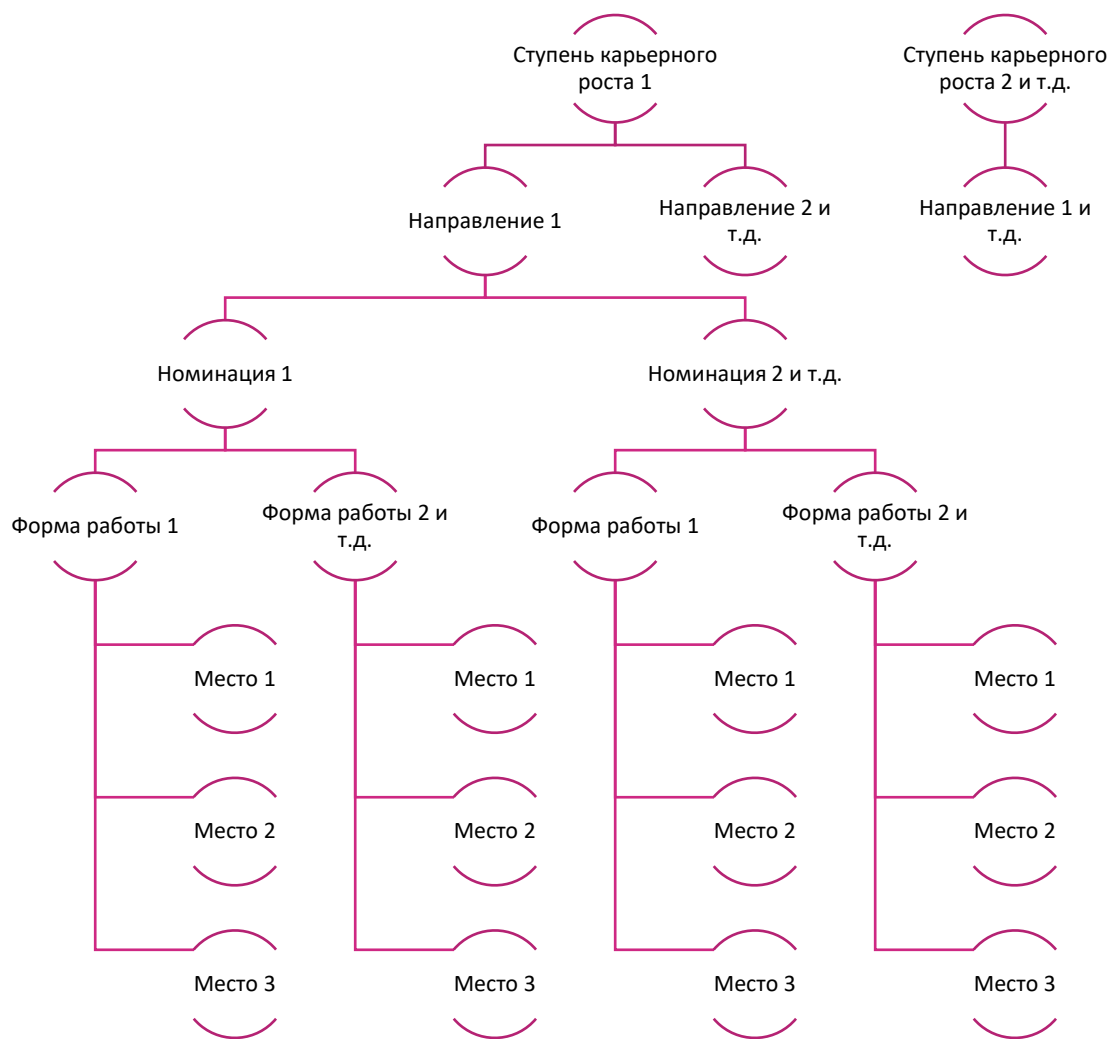 Ступень карьерного
роста 1
Ступень карьерного
роста 2 и т.д.
Направление 1
Направление 2 и
т.д.
Направление 1 и
т.д.
Номинация 1
Номинация 2 и т.д.
Форма работы 1
Форма работы 2 и
т.д.
Форма работы 1
Форма работы 2 и
т.д.
Место 1
Место 1
Место 1
Место 1
Место 2
Место 2
Место 2
Место 2
Место 3
Место 3
Место 3
Место 3